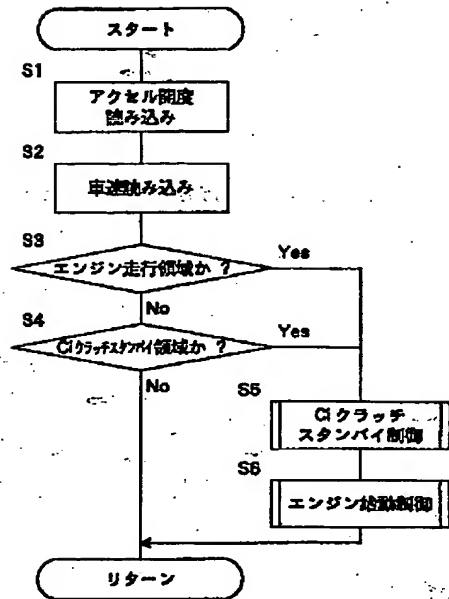 スタート
S1
アクセル開度
読み込み
S2
車速読み込み
S3
エンジン走行領域か ?
Yes
No
S4
Ciクラッチスタンバイ領域か ?
Yes
No
S5
Ciクラッチ
スタンバイ制御
S6
エンジン始動制御
リターン